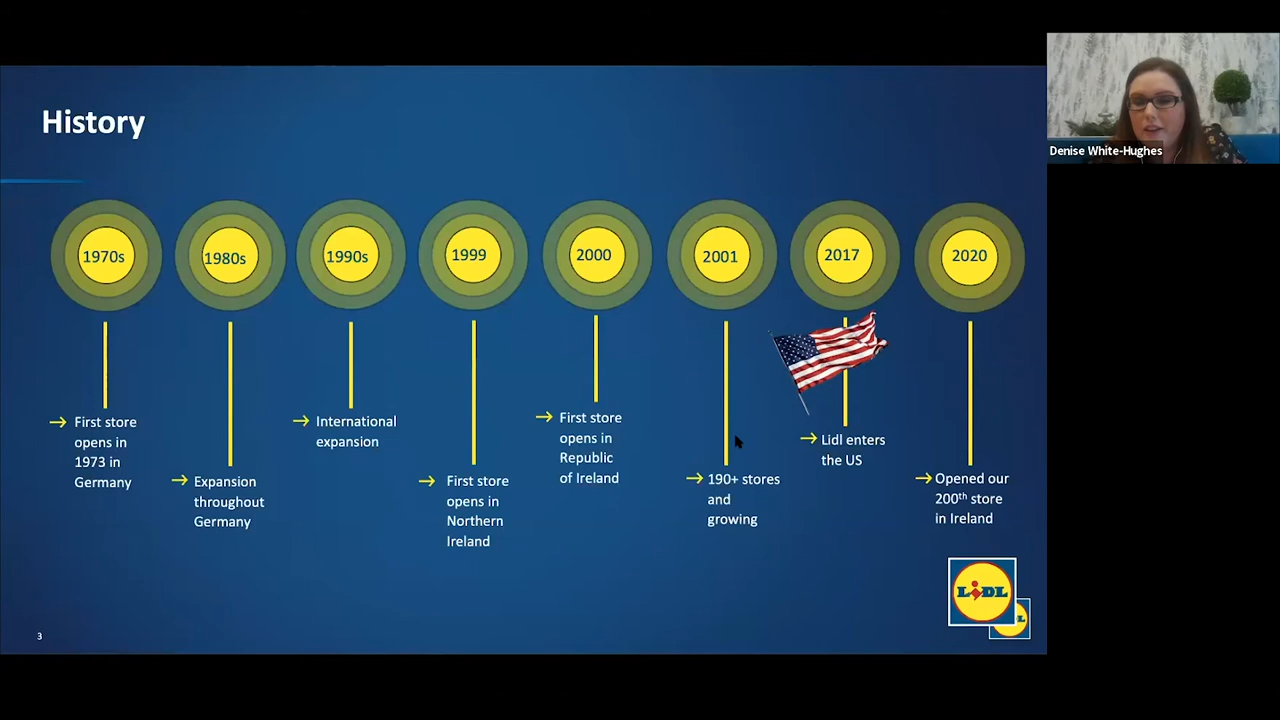 History
Denise White-Hughes
1970s
1980s
1990s
1999
2000
2001
2017
2020
First store
opens in
1973 in
Germany
Expansion
throughout
Germany
International
expansion
First store
opens in
Northern
Ireland
First store
opens in
Republic
of Ireland
190+ stores
and
growing
Lidl enters
the US
Opened our
200th store
in Ireland
LIDL
3